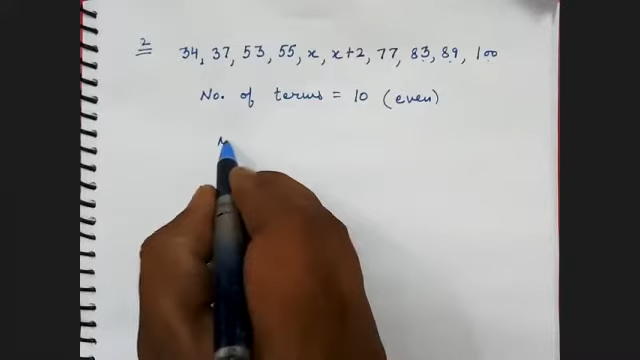 2 34, 37, 53, 55, x, x+2, 77, 83, 89, 100
No. of terms = 10 (even)